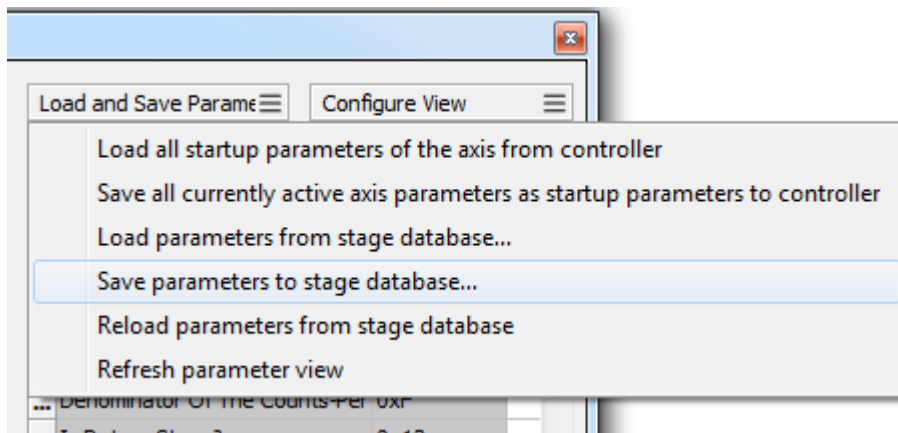 Load and Save Parame
Configure View
Load all startup parameters of the axis from controller
Save all currently active axis parameters as startup parameters to controller
Load parameters from stage database...
Save parameters to stage database...
Reload parameters from stage database
Refresh parameter view
... Denominator Of The Counts-Per 0xF